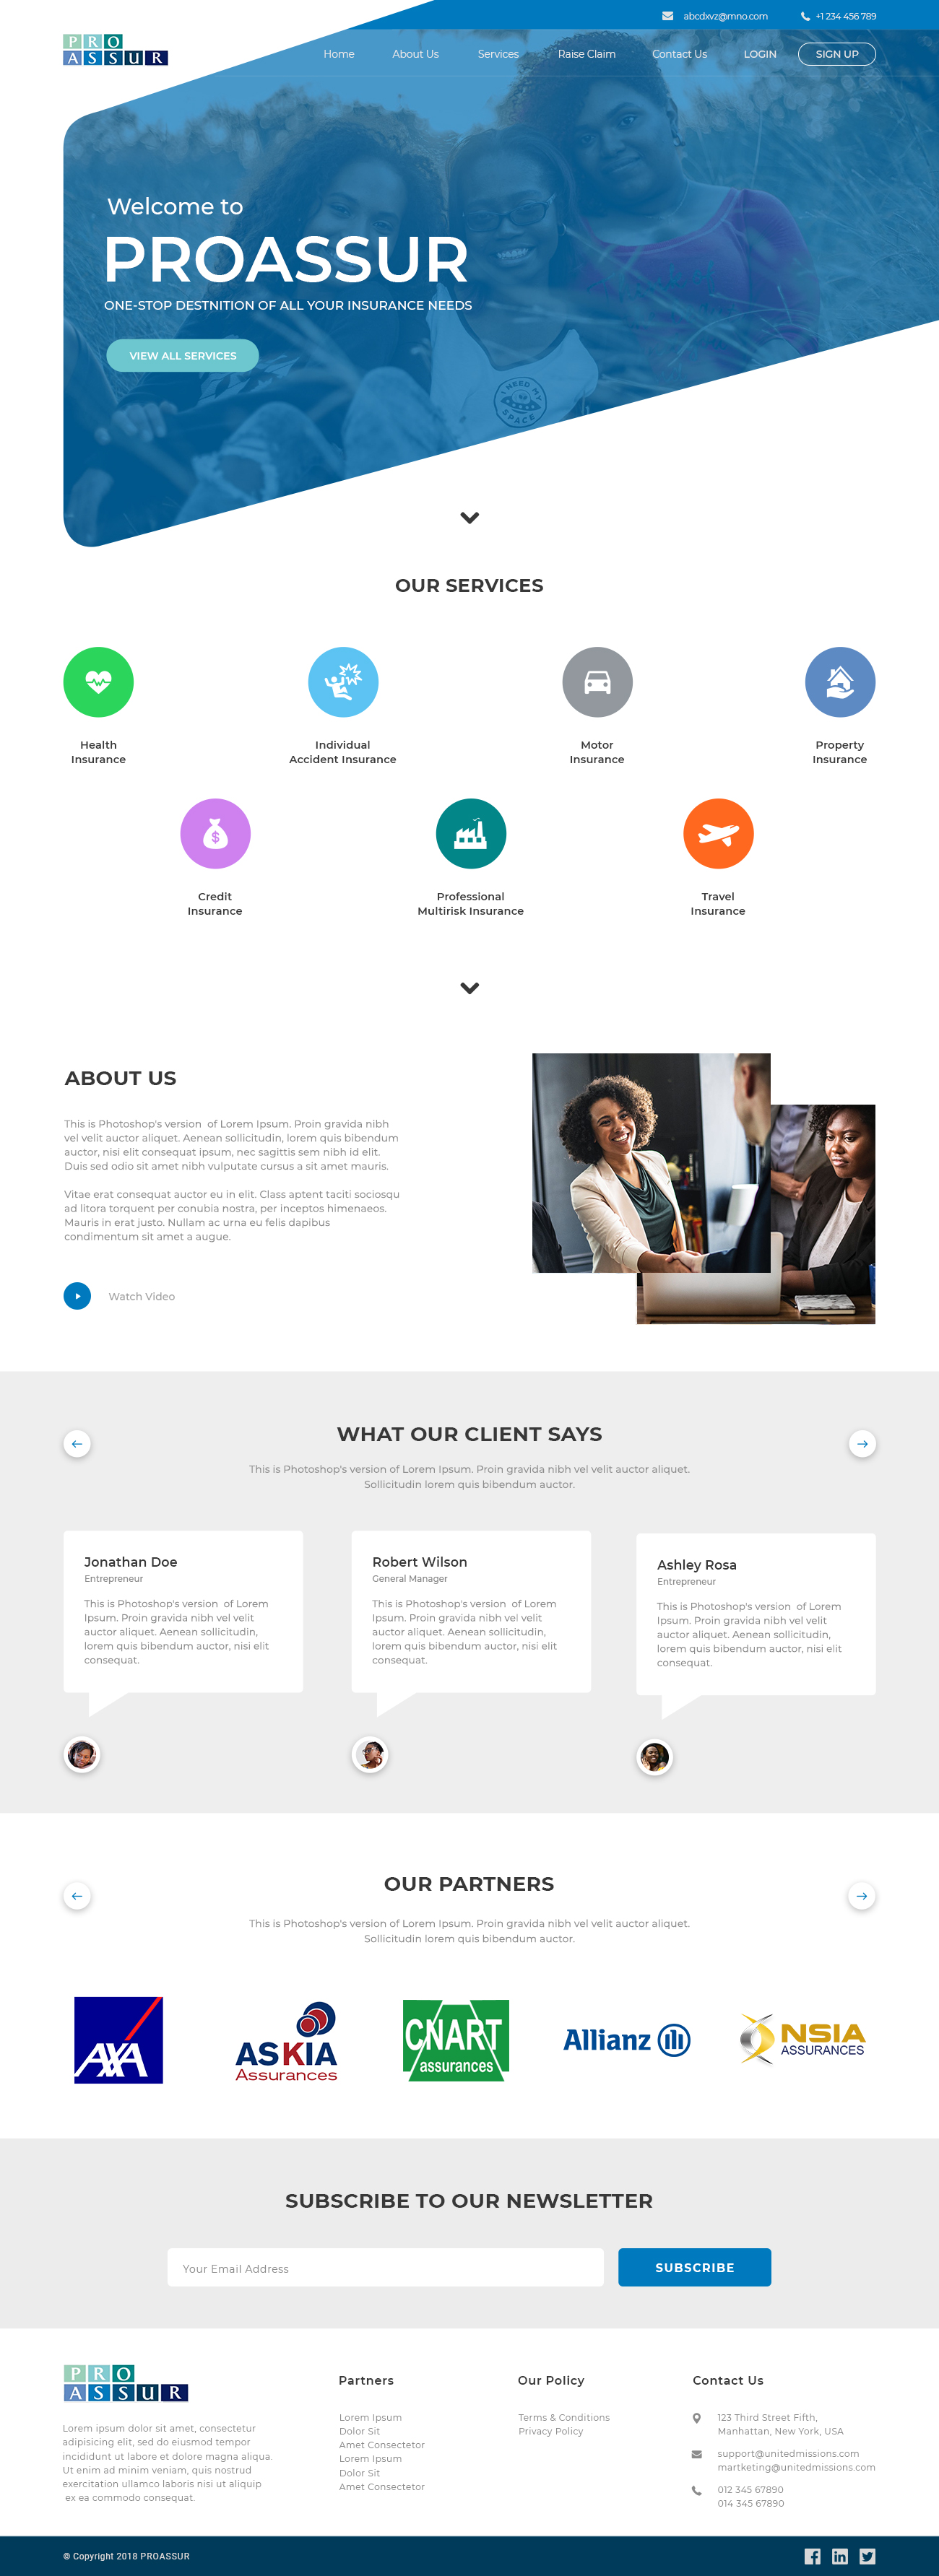 abcdxvz@mno.com +1 234 456 789
PRO
ASSUR
Home About Us Services Raise Claim Contact Us LOGIN SIGN UP
Welcome to
PROASSUR
ONE-STOP DESTNITION OF ALL YOUR INSURANCE NEEDS
VIEW ALL SERVICES
I NEED MY
SPACE
OUR SERVICES
Health
Insurance
Individual
Accident Insurance
Motor
Insurance
Property
Insurance
Credit
Insurance
Professional
Multirisk Insurance
Travel
Insurance
ABOUT US
This is Photoshop's version of Lorem Ipsum. Proin gravida nibh
vel velit auctor aliquet. Aenean sollicitudin, lorem quis bibendum
auctor, nisi elit consequat ipsum, nec sagittis sem nibh id elit.
Duis sed odio sit amet nibh vulputate cursus a sit amet mauris.
Vitae erat consequat auctor eu in elit. Class aptent taciti sociosqu
ad litora torquent per conubia nostra, per inceptos himenaeos.
Mauris in erat justo. Nullam ac urna eu felis dapibus
condimentum sit amet a augue.
Watch Video
WHAT OUR CLIENT SAYS
This is Photoshop's version of Lorem Ipsum. Proin gravida nibh vel velit auctor aliquet.
Sollicitudin lorem quis bibendum auctor.
Jonathan Doe
Entrepreneur
This is Photoshop's version of Lorem
Ipsum. Proin gravida nibh vel velit
auctor aliquet. Aenean sollicitudin,
lorem quis bibendum auctor, nisi elit
consequat.
Robert Wilson
General Manager
This is Photoshop's version of Lorem
Ipsum. Proin gravida nibh vel velit
auctor aliquet. Aenean sollicitudin,
lorem quis bibendum auctor, nisi elit
consequat.
Ashley Rosa
Entrepreneur
This is Photoshop's version of Lorem
Ipsum. Proin gravida nibh vel velit
auctor aliquet. Aenean sollicitudin,
lorem quis bibendum auctor, nisi elit
consequat.
OUR PARTNERS
This is Photoshop's version of Lorem Ipsum. Proin gravida nibh vel velit auctor aliquet.
Sollicitudin lorem quis bibendum auctor.
AXA
ASKIA
Assurances
CNART
assurances
Allianz
NSIA
ASSURANCES
SUBSCRIBE TO OUR NEWSLETTER
Your Email Address
SUBSCRIBE
PRO
ASSUR
Lorem ipsum dolor sit amet, consectetur
adipisicing elit, sed do eiusmod tempor
incididunt ut labore et dolore magna aliqua.
Ut enim ad minim veniam, quis nostrud
exercitation ullamco laboris nisi ut aliquip
ex ea commodo consequat.
Partners
Lorem Ipsum
Dolor Sit
Amet Consectetor
Lorem Ipsum
Dolor Sit
Amet Consectetor
Our Policy
Terms & Conditions
Privacy Policy
Contact Us
123 Third Street Fifth,
Manhattan, New York, USA
support@unitedmissions.com
martketing@unitedmissions.com
012 345 67890
014 345 67890
© Copyright 2018 PROASSUR